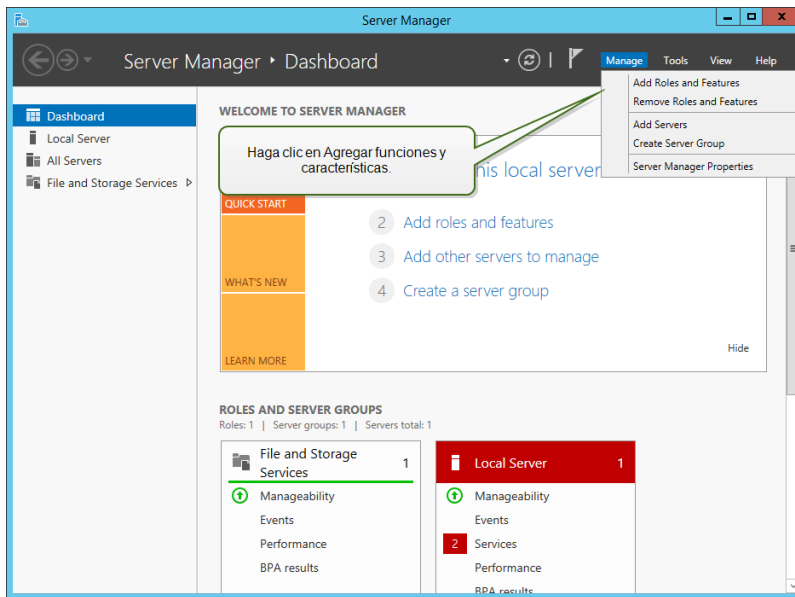 Server Manager
Server Manager • Dashboard
Manage Tools View Help
Add Roles and Features
Remove Roles and Features
Add Servers
Create Server Group
Server Manager Properties
Dashboard
Local Server
All Servers
File and Storage Services
WELCOME TO SERVER MANAGER
Haga clic en Agregar funciones y
características.
his local server
QUICK START
2 Add roles and features
3 Add other servers to manage
WHAT'S NEW
4 Create a server group
Hide
LEARN MORE
ROLES AND SERVER GROUPS
Roles: 1 | Server groups: 1 | Servers total: 1
File and Storage
Services 1
Manageability
Events
Performance
BPA results
Local Server 1
Manageability
Events
2 Services
Performance
BPA results